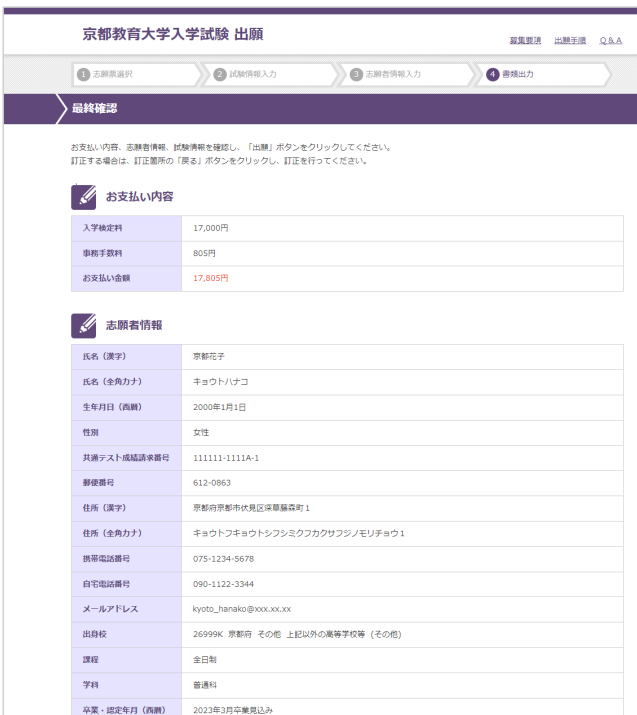 京都教育大学入学試験 出願
募集要項 出願手順 Q＆A
1 志願票選択 2 試験情報入力 3 志願者情報入力 4 書類出力
最終確認
お支払い内容、志願者情報、試験情報を確認し、「出願」ボタンをクリックしてください。
訂正する場合は、訂正箇所の「戻る」ボタンをクリックし、訂正を行ってください。
お支払い内容
入学検定料 17,000円
事務手数料 805円
お支払い金額 17,805円
志願者情報
氏名（漢字） 京都花子
氏名（全角カナ） キョウトハナコ
生年月日（西暦） 2000年1月1日
性別 女性
共通テスト成績請求番号 111111-1111A-1
郵便番号 612-0863
住所（漢字） 京都府京都市伏見区深草藤森町１
住所（全角カナ） キョウトフキョウトシフシミクフカクサフジノモリチョウ１
携帯電話番号 075-1234-5678
自宅電話番号 090-1122-3344
メールアドレス kyoto_hanako@xxx.xx.xx
出身校 26999K 京都府 その他 上記以外の高等学校等 (その他)
課程 全日制
学科 普通科
卒業・認定年月（西暦） 2023年3月卒業見込み